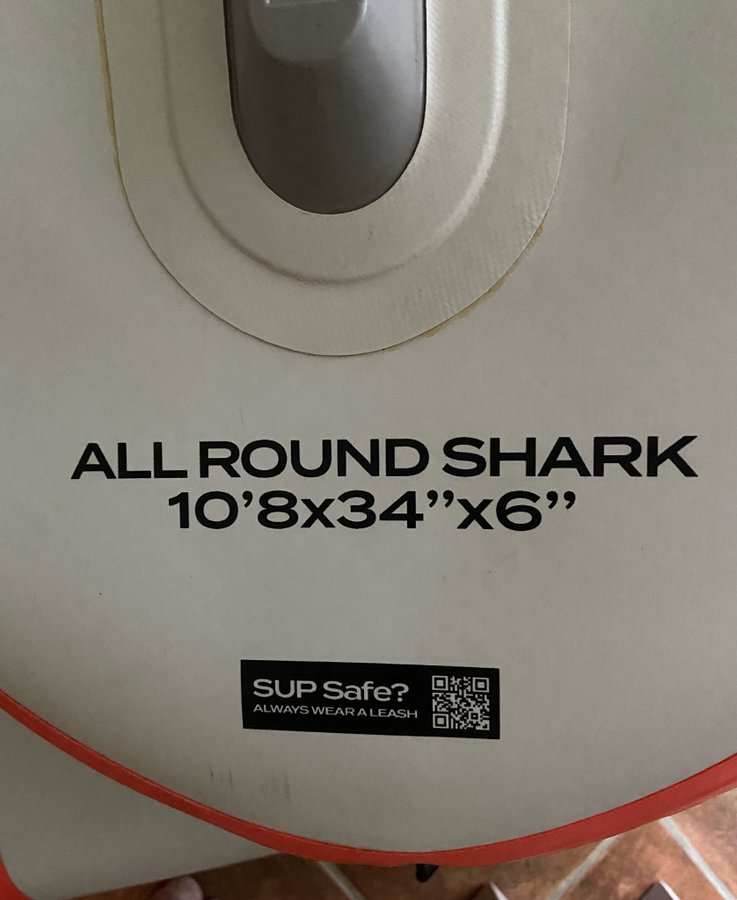 ALL ROUND SHARK
10’8x34”x6”
SUP Safe?
ALWAYS WEAR A LEASH